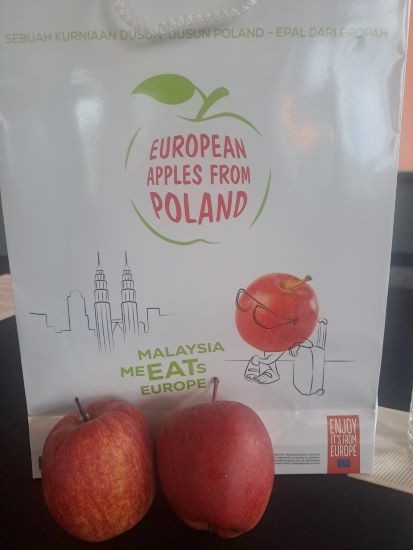 SEBUAH KURNIAAN DUSUN-DUSUN POLAND - EPAL DARI EROPAH
EUROPEAN
APPLES FROM
POLAND
MALAYSIA
MEEATS
EUROPE
ENJOY
IT'S FROM
EUROPE